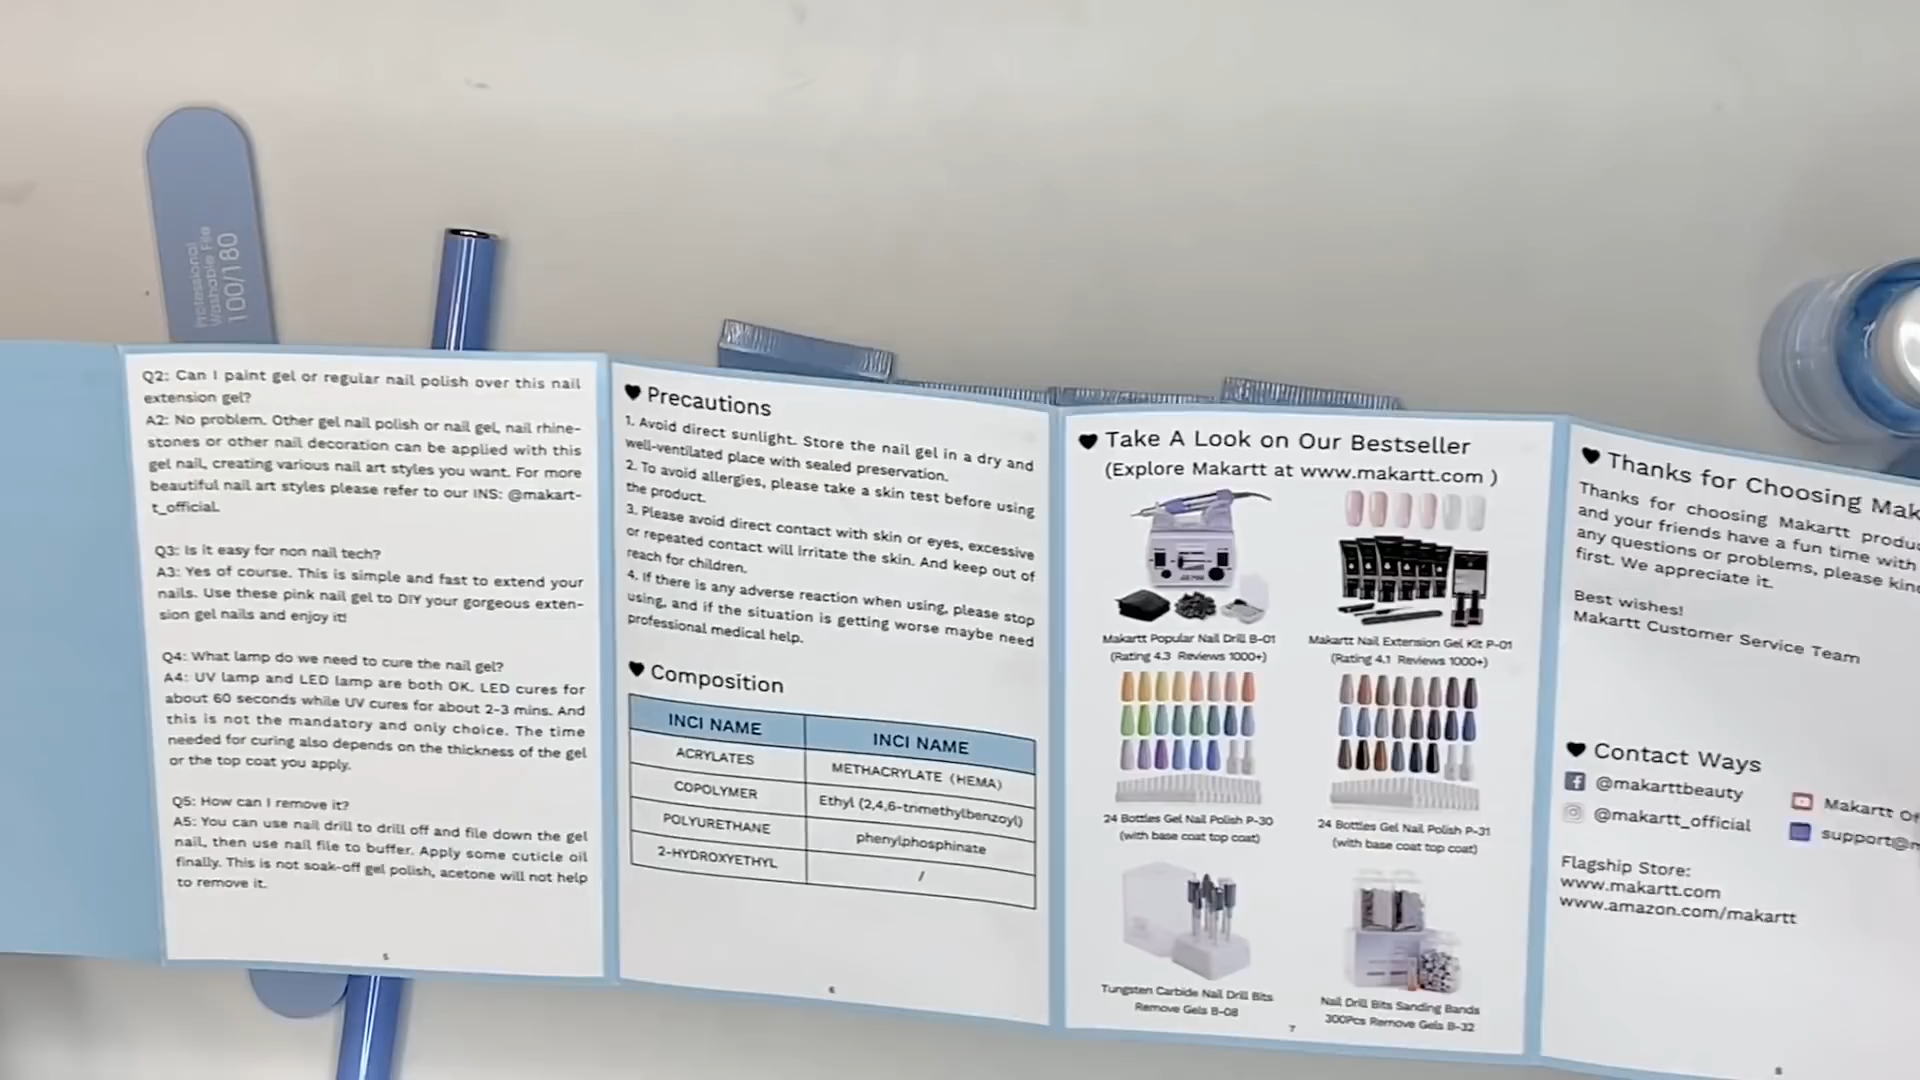 Professional
Washable File
100/180
Q2: Can I paint gel or regular nail polish over this nail
extension gel?
A2: No problem. Other gel nail polish or nail gel, nail rhine-
stones or other nail decoration can be applied with this
gel nail, creating various nail art styles you want. For more
beautiful nail art styles please refer to our INS: @makart-
t_official.
Q3: Is it easy for non nail tech?
A3: Yes of course. This is simple and fast to extend your
nails. Use these pink nail gel to DIY your gorgeous exten-
sion gel nails and enjoy it!
Q4: What lamp do we need to cure the nail gel?
A4: UV lamp and LED lamp are both OK. LED cures for
about 60 seconds while UV cures for about 2-3 mins. And
this is not the mandatory and only choice. The time
needed for curing also depends on the thickness of the gel
or the top coat you apply.
Q5: How can I remove it?
A5: You can use nail drill to drill off and file down the gel
nail, then use nail file to buffer. Apply some cuticle oil
finally. This is not soak-off gel polish, acetone will not help
to remove it.
5
♥ Precautions
1. Avoid direct sunlight. Store the nail gel in a dry and
well-ventilated place with sealed preservation.
2. To avoid allergies, please take a skin test before using
the product.
3. Please avoid direct contact with skin or eyes, excessive
or repeated contact will irritate the skin. And keep out of
reach for children.
4. If there is any adverse reaction when using, please stop
using, and if the situation is getting worse maybe need
professional medical help.
♥ Composition
INCI NAME INCI NAME
ACRYLATES METHACRYLATE (HEMA)
COPOLYMER Ethyl (2,4,6-trimethylbenzoyl)
POLYURETHANE phenylphosphinate
2-HYDROXYETHYL /
6
♥ Take A Look on Our Bestseller
(Explore Makartt at www.makartt.com )
Makartt Popular Nail Drill B-01
(Rating 4.3 Reviews 1000+)
Makartt Nail Extension Gel Kit P-01
(Rating 4.1 Reviews 1000+)
24 Bottles Gel Nail Polish P-30
(with base coat top coat)
24 Bottles Gel Nail Polish P-31
(with base coat top coat)
Tungsten Carbide Nail Drill Bits
Remove Gels B-08
Nail Drill Bits Sanding Bands
300Pcs Remove Gels B-32
7
♥ Thanks for Choosing Mak
Thanks for choosing Makartt produc
and your friends have a fun time with
any questions or problems, please kin
first. We appreciate it.
Best wishes!
Makartt Customer Service Team
♥ Contact Ways
@makarttbeauty
Makartt Of
@makartt_official
support@m
Flagship Store:
www.makartt.com
www.amazon.com/makartt
8